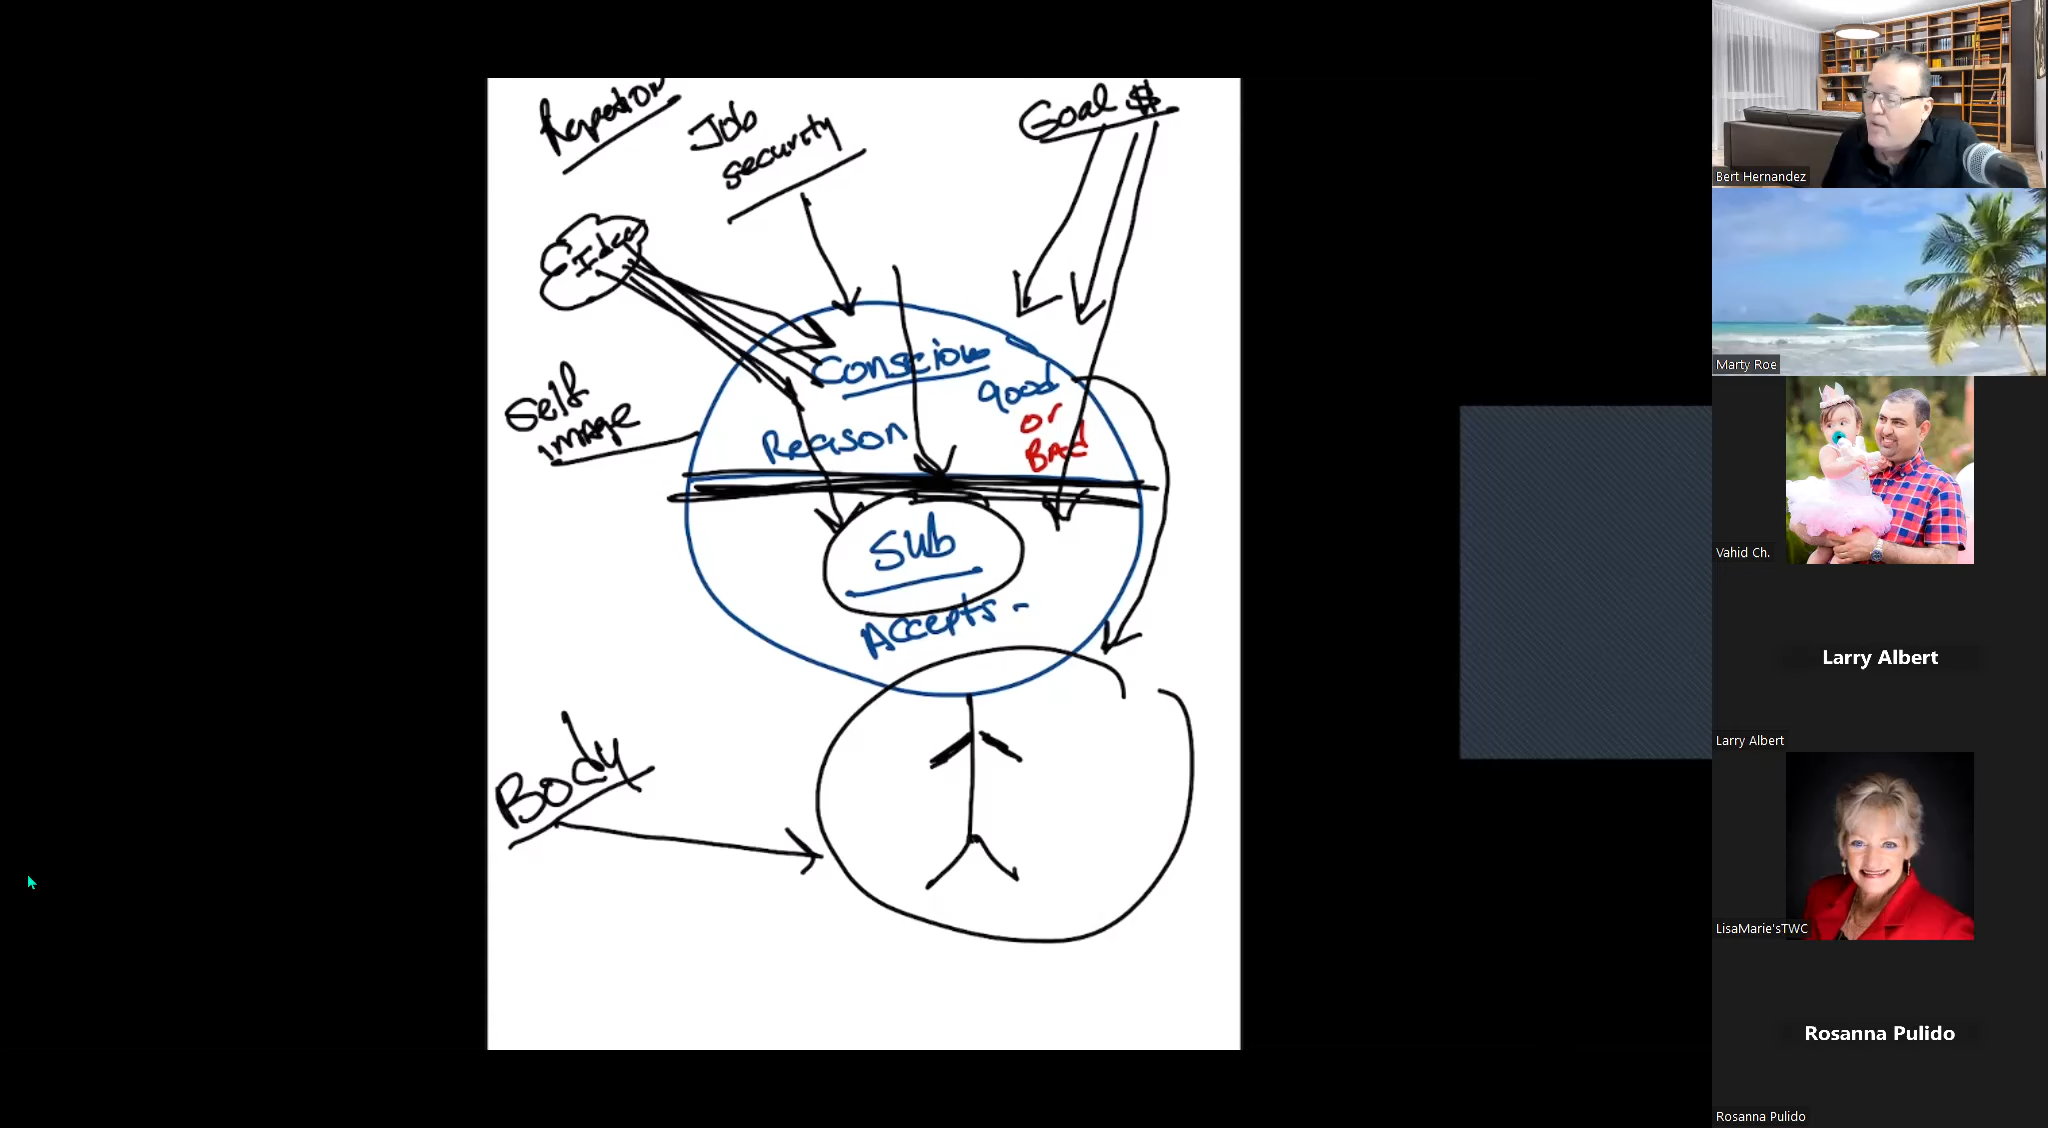 Repetion
Job
security
Goal $
Idea
Conscious
good
or
BAd
Reason
Self
image
Sub
Accepts -
Body
Bert Hernandez
Marty Roe
Vahid Ch.
Larry Albert
Larry Albert
LisaMarie'sTWC
Rosanna Pulido
Rosanna Pulido